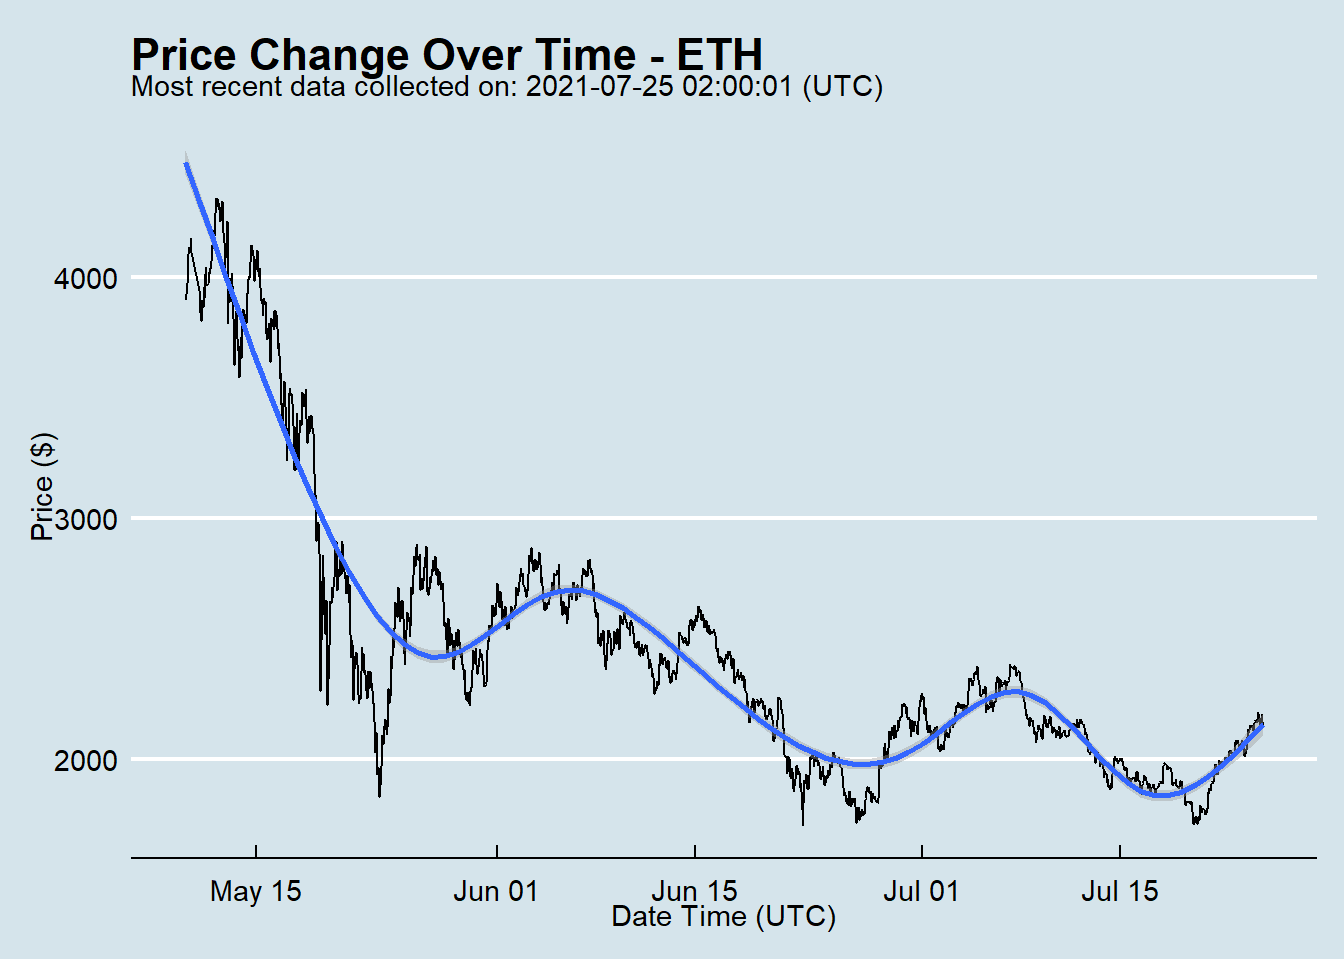 Price Change Over Time - ETH
Most recent data collected on: 2021-07-25 02:00:01 (UTC)
Price ($)
4000
3000
2000
May 15
Jun 01
Jun 15
Jul 01
Jul 15
Date Time (UTC)